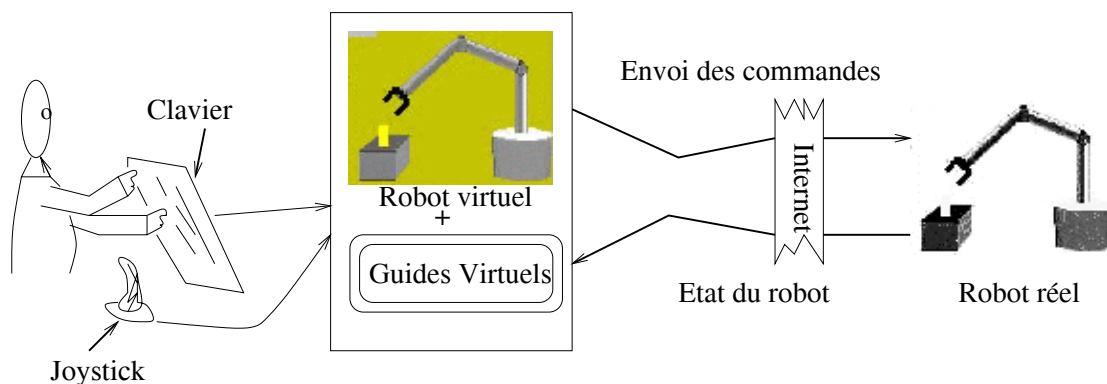 Clavier
Joystick
Robot virtuel
+
Guides Virtuels
Envoi des commandes
Internet
Etat du robot
Robot réel